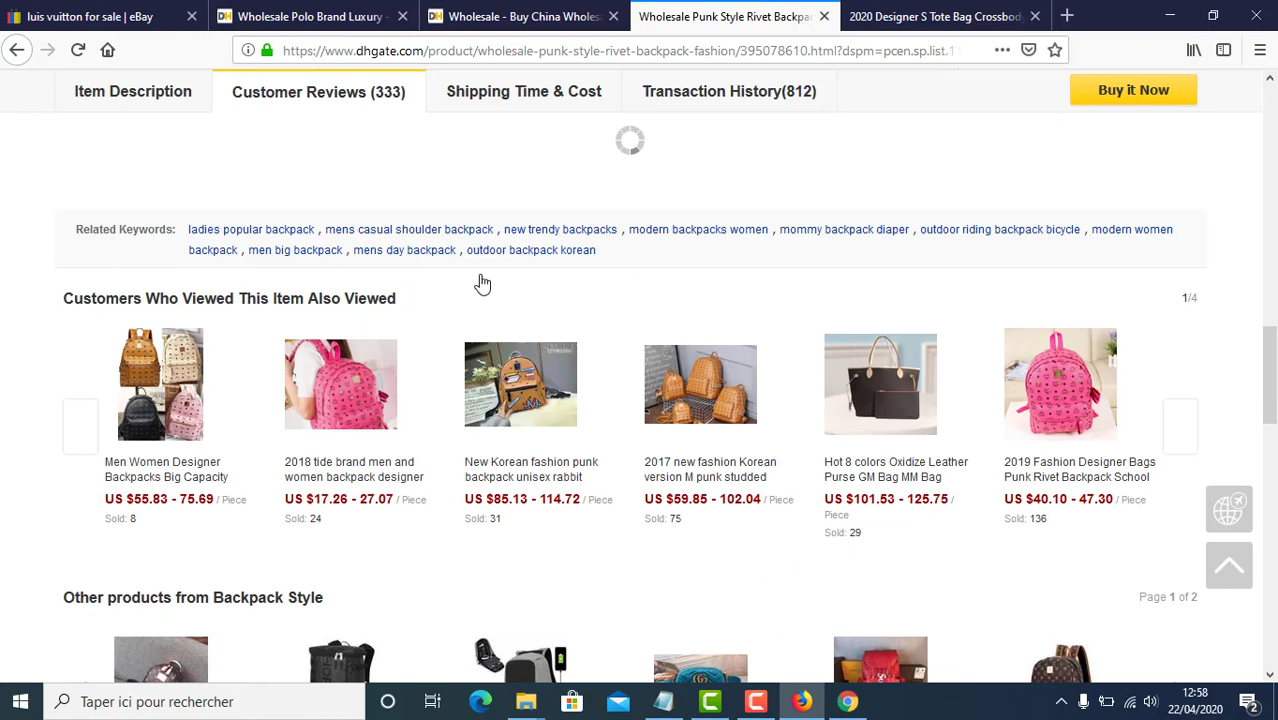 luis vuitton for sale | eBay
Wholesale Polo Brand Luxury -
Wholesale - Buy China Wholes
Wholesale Punk Style Rivet Backpac
2020 Designer S Tote Bag Crossbody
https://www.dhgate.com/product/wholesale-punk-style-rivet-backpack-fashion/395078610.html?dspm=pcen.sp.list.1
Item Description
Customer Reviews (333)
Shipping Time & Cost
Transaction History(812)
Buy it Now
Related Keywords: ladies popular backpack , mens casual shoulder backpack , new trendy backpacks , modern backpacks women , mommy backpack diaper , outdoor riding backpack bicycle , modern women
backpack , men big backpack , mens day backpack , outdoor backpack korean
Customers Who Viewed This Item Also Viewed
1/4
Men Women Designer
Backpacks Big Capacity
US $55.83 - 75.69 / Piece
Sold: 8
2018 tide brand men and
women backpack designer
US $17.26 - 27.07 / Piece
Sold: 24
New Korean fashion punk
backpack unisex rabbit
US $85.13 - 114.72 / Piece
Sold: 31
2017 new fashion Korean
version M punk studded
US $59.85 - 102.04 / Piece
Sold: 75
Hot 8 colors Oxidize Leather
Purse GM Bag MM Bag
US $101.53 - 125.75 /
Piece
Sold: 29
2019 Fashion Designer Bags
Punk Rivet Backpack School
US $40.10 - 47.30 / Piece
Sold: 136
Other products from Backpack Style
Page 1 of 2
Taper ici pour rechercher
12:58
22/04/2020
2